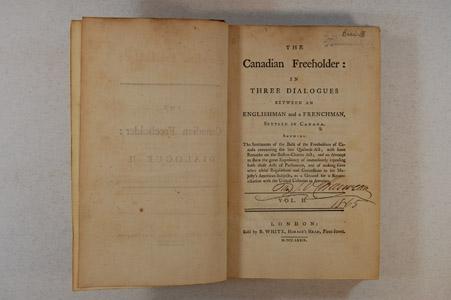 THE
Canadian Freeholder:
IN
THREE DIALOGUES
BETWEEN AN
ENGLISHMAN and a FRENCHMAN,
SETTLED IN CANADA.
SHEWING
The Sentiments of the Bulk of the Freeholders of Canada
concerning the late Quebeck-Act; with some
Remarks on the Boston-Charter Act; and an Attempt
to shew the great Expediency of immediately repealing
both those Acts of Parliament, and of making some
other useful Regulations and Concessions to his Majesty's
American Subjects, as a Ground for a Reconciliation
with the United Colonies in America.
1865
VOL. II.
LONDON:
Sold by B. WHITE, HORACE'S HEAD, Fleet-Street.
M.DCC.LXXIX.